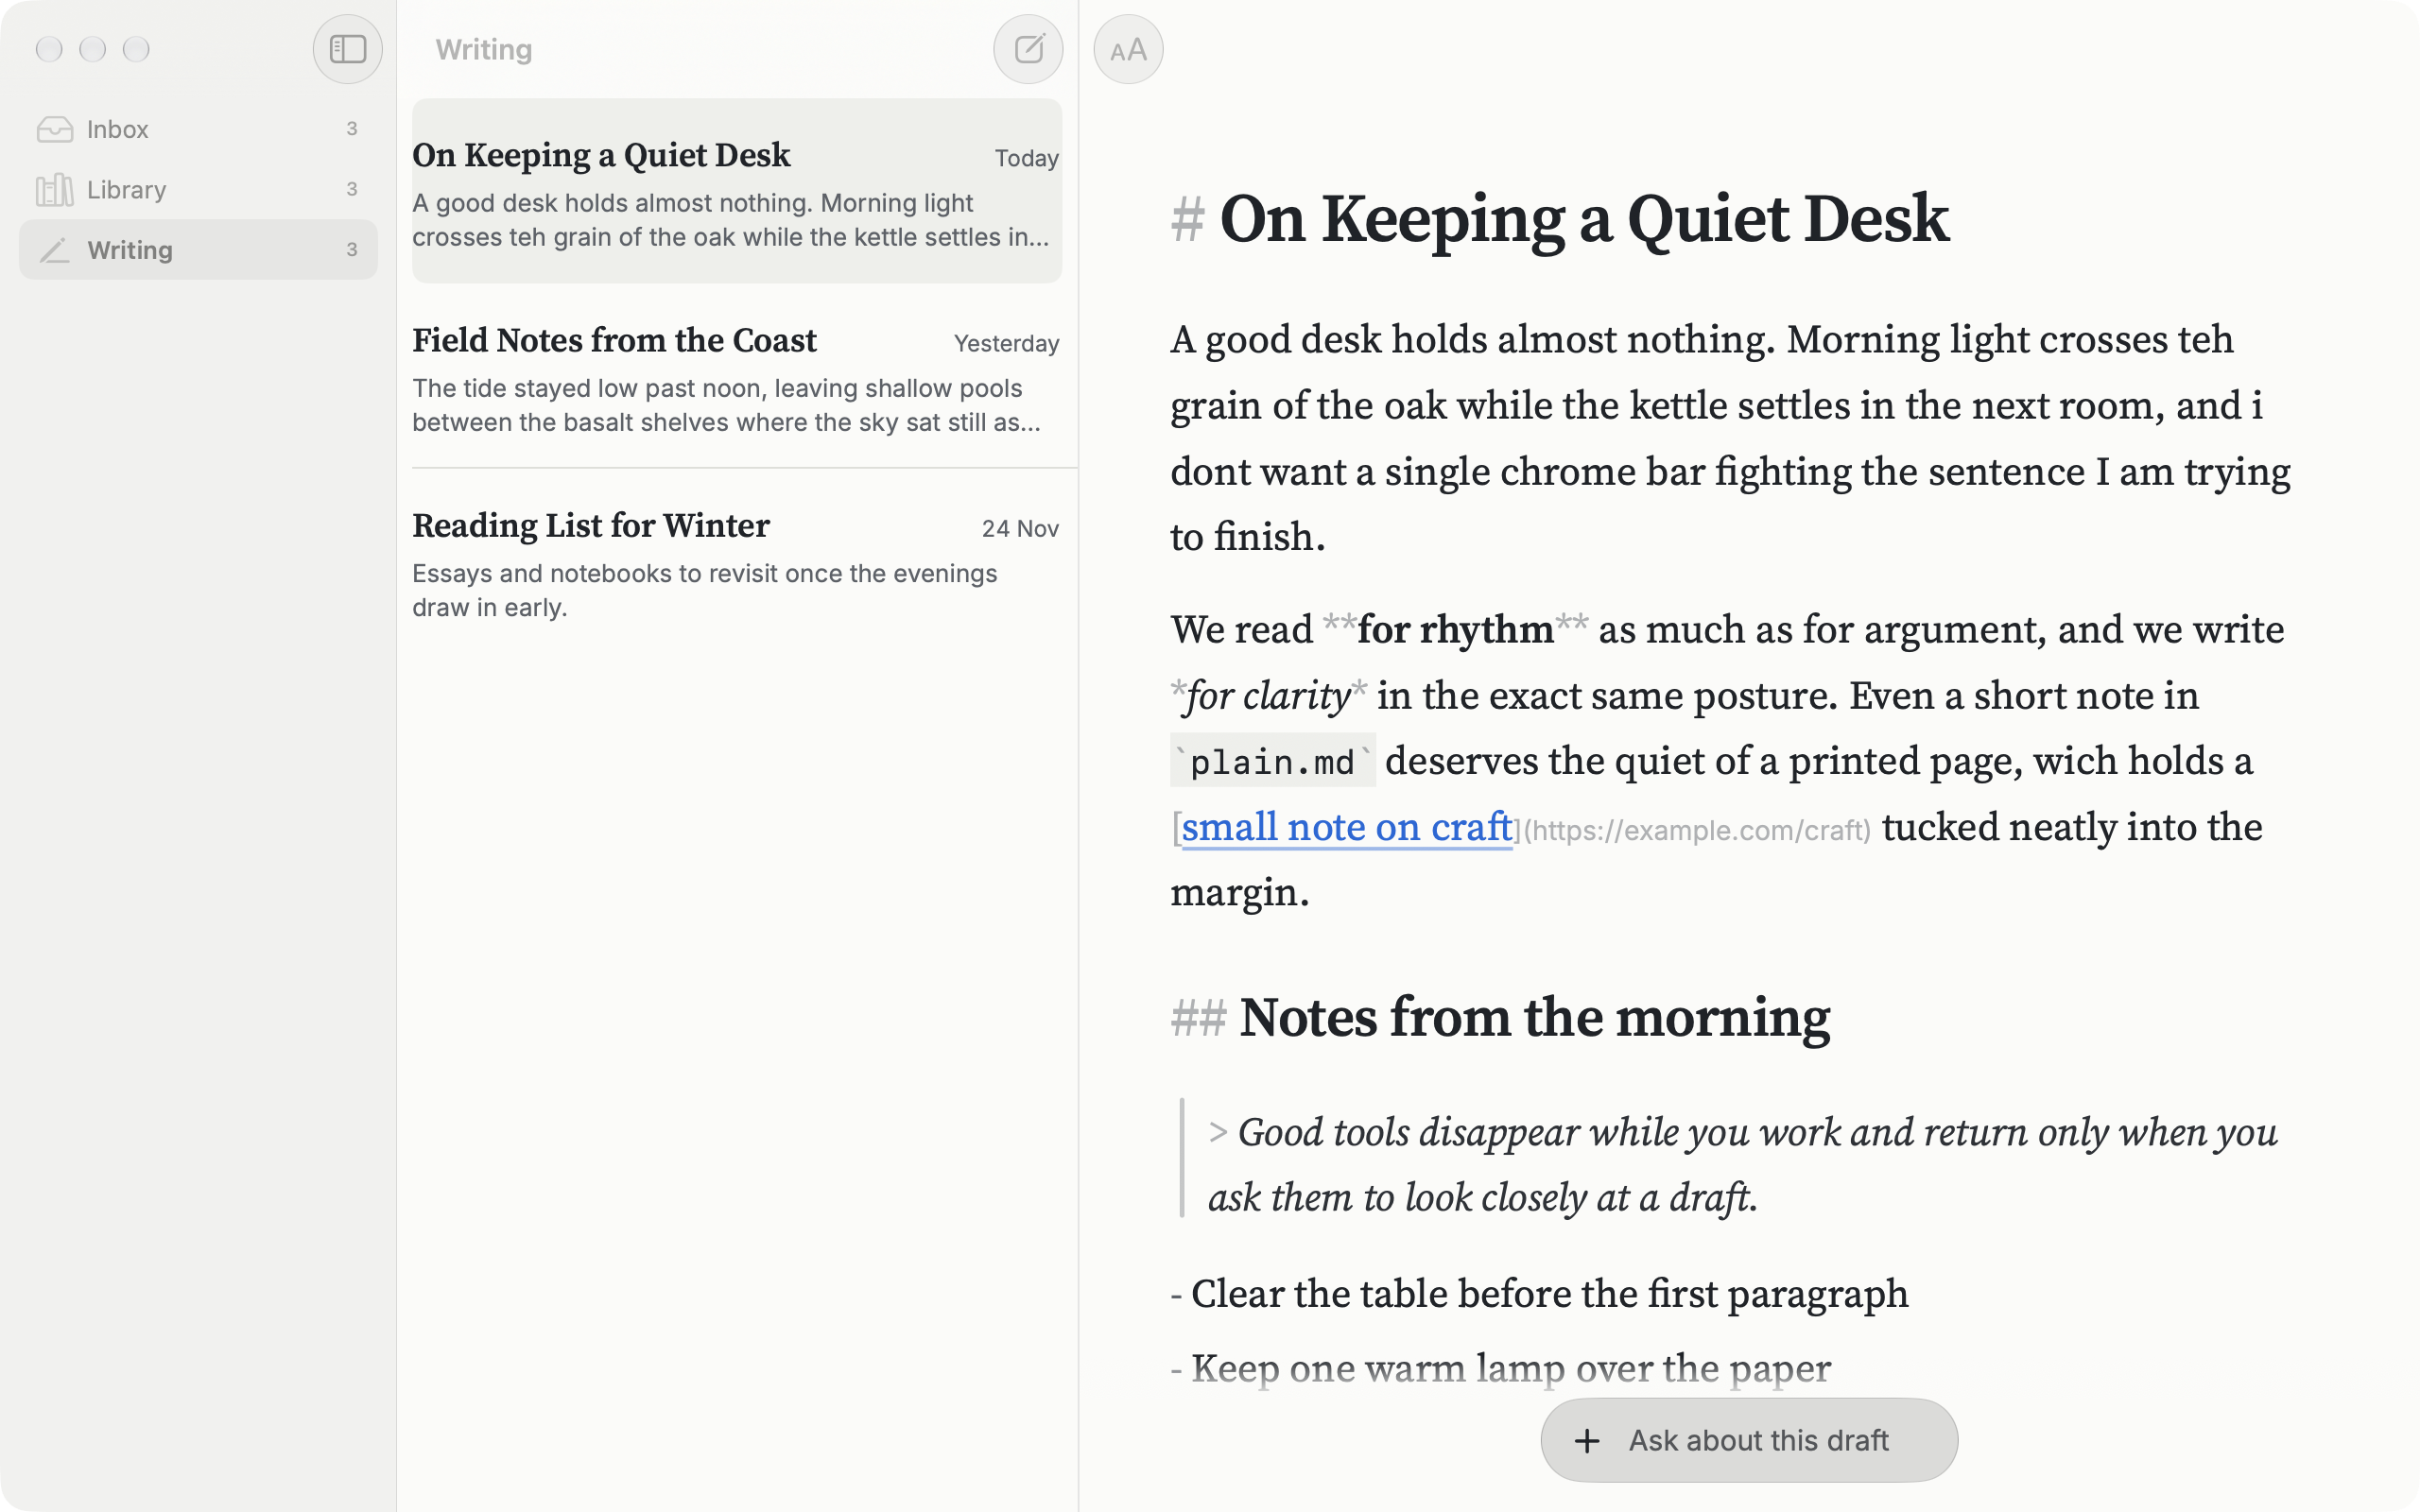 Inbox 3
Library 3
Writing 3
Writing
On Keeping a Quiet Desk Today
A good desk holds almost nothing. Morning light
crosses teh grain of the oak while the kettle settles in...
Field Notes from the Coast Yesterday
The tide stayed low past noon, leaving shallow pools
between the basalt shelves where the sky sat still as...
Reading List for Winter 24 Nov
Essays and notebooks to revisit once the evenings
draw in early.
AA
# On Keeping a Quiet Desk
A good desk holds almost nothing. Morning light crosses teh
grain of the oak while the kettle settles in the next room, and i
dont want a single chrome bar fighting the sentence I am trying
to finish.
We read **for rhythm** as much as for argument, and we write
*for clarity* in the exact same posture. Even a short note in
`plain.md` deserves the quiet of a printed page, wich holds a
[small note on craft](https://example.com/craft) tucked neatly into the
margin.
## Notes from the morning
> Good tools disappear while you work and return only when you
ask them to look closely at a draft.
- Clear the table before the first paragraph
- Keep one warm lamp over the paper
+ Ask about this draft